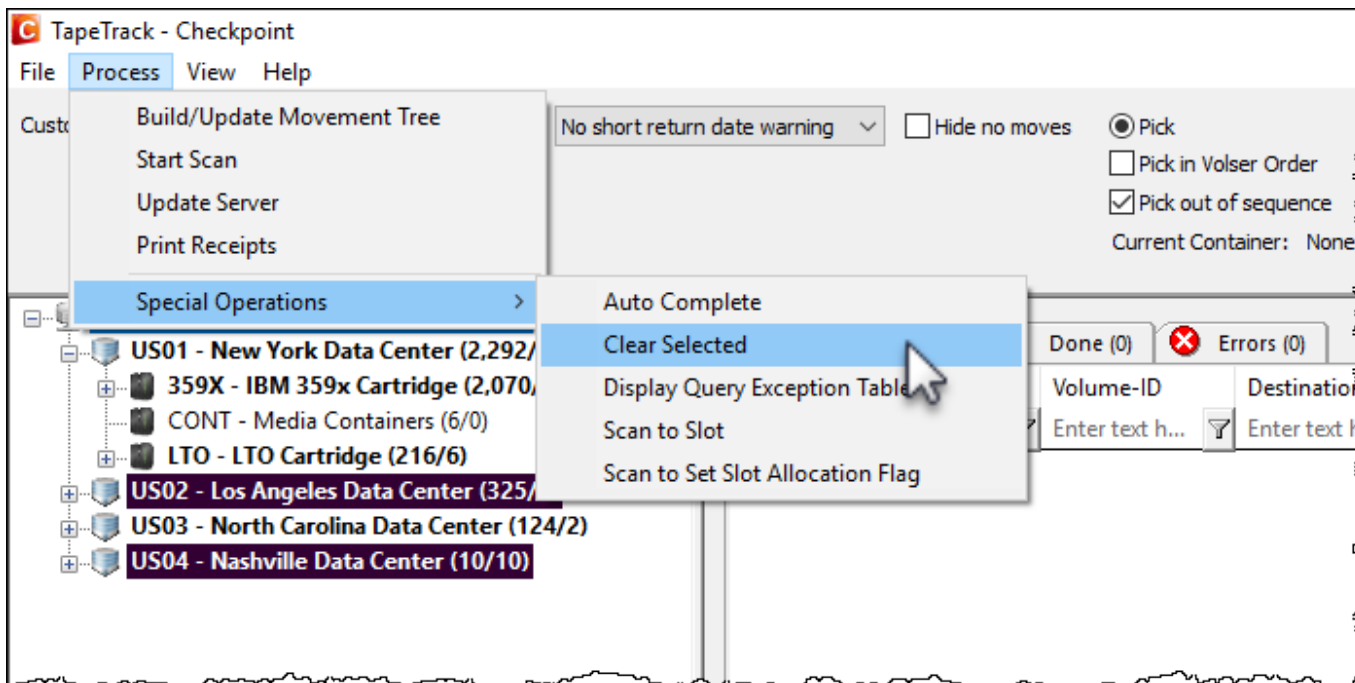 TapeTrack - Checkpoint
File Process View Help
Build/Update Movement Tree
Start Scan
Update Server
Print Receipts
Special Operations
No short return date warning
Hide no moves
Pick
Pick in Volser Order
Pick out of sequence
Current Container: None
Auto Complete
Clear Selected
Display Query Exception Table
Scan to Slot
Scan to Set Slot Allocation Flag
Done (0) Errors (0)
Volume-ID Destination
Enter text h... Enter text h
US01 - New York Data Center (2,292/
359X - IBM 359x Cartridge (2,070/
CONT - Media Containers (6/0)
LTO - LTO Cartridge (216/6)
US02 - Los Angeles Data Center (325/
US03 - North Carolina Data Center (124/2)
US04 - Nashville Data Center (10/10)